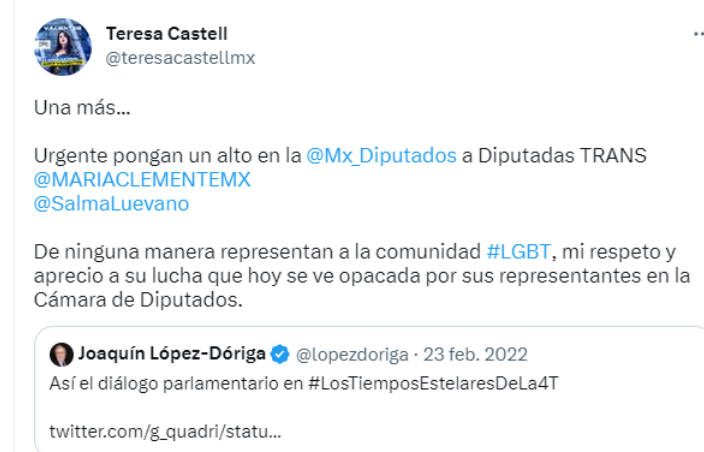 Teresa Castell
@teresacastellmx
Una más...
Urgente pongan un alto en la @Mx_Diputados a Diputadas TRANS
@MARIACLEMENTEMX
@SalmaLuevano
De ninguna manera representan a la comunidad #LGBT, mi respeto y
aprecio a su lucha que hoy se ve opacada por sus representantes en la
Cámara de Diputados.
Joaquín López-Dóriga @lopezdoriga · 23 feb. 2022
Así el diálogo parlamentario en #LosTiemposEstelaresDeLa4T
twitter.com/g_quadri/statu...